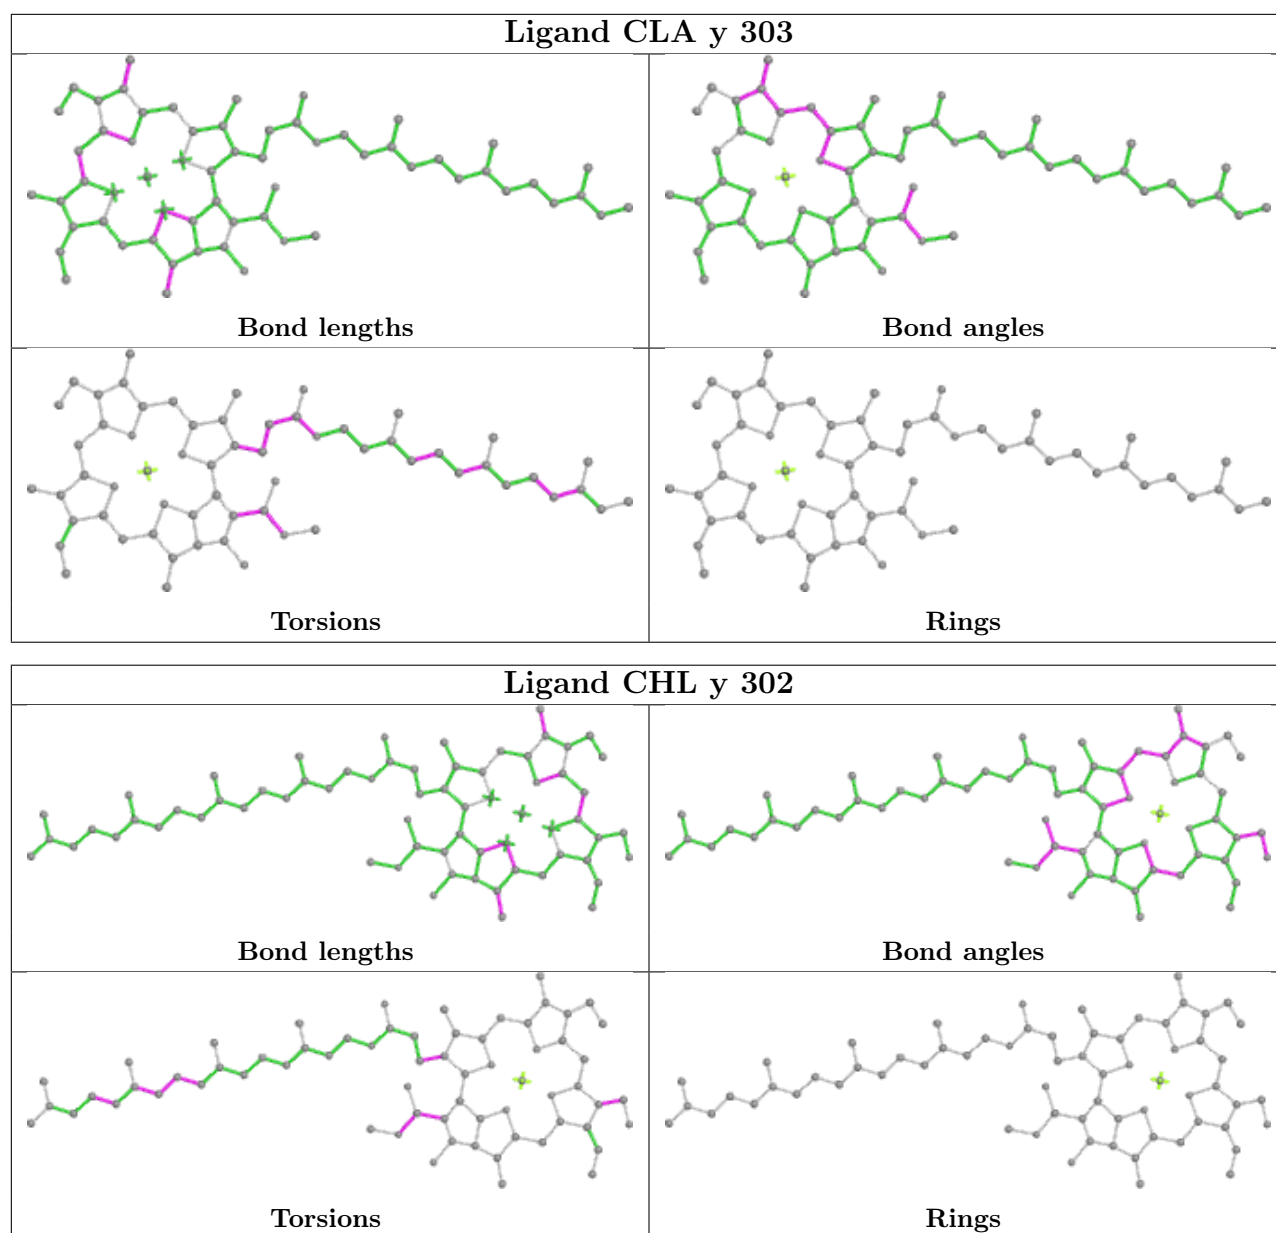 Ligand CLA y 303
Bond lengths
Bond angles
Torsions
Rings
Ligand CHL y 302
Bond lengths
Bond angles
Torsions
Rings